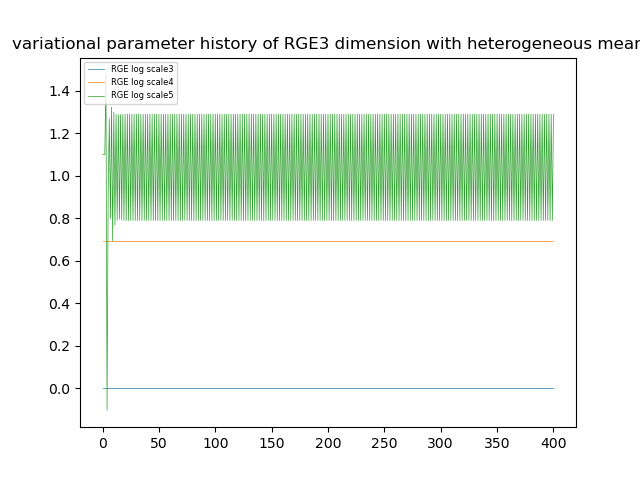 variational parameter history of RGE3 dimension with heterogeneous mean
RGE log scale3
RGE log scale4
RGE log scale5
1.4
1.2
1.0
0.8
0.6
0.4
0.2
0.0
0 50 100 150 200 250 300 350 400